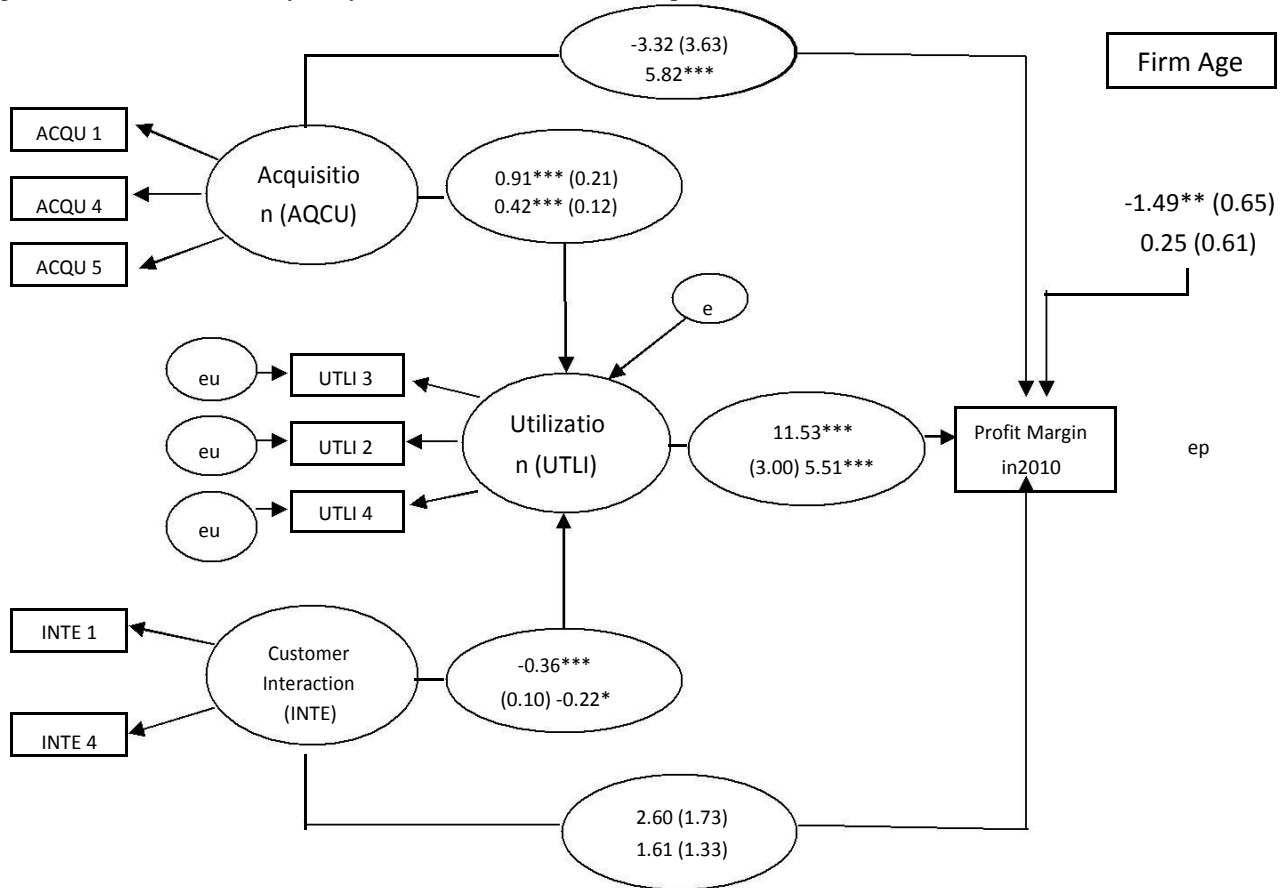 -3.32 (3.63)
5.82***
Firm Age
ACQU 1
ACQU 4
ACQU 5
Acquisitio
n (AQCU)
0.91*** (0.21)
0.42*** (0.12)
-1.49** (0.65)
0.25 (0.61)
e
eu
UTLI 3
eu
UTLI 2
eu
UTLI 4
Utilizatio
n (UTLI)
11.53***
(3.00) 5.51***
Profit Margin
in2010
ep
INTE 1
INTE 4
Customer
Interaction
(INTE)
-0.36***
(0.10) -0.22*
2.60 (1.73)
1.61 (1.33)